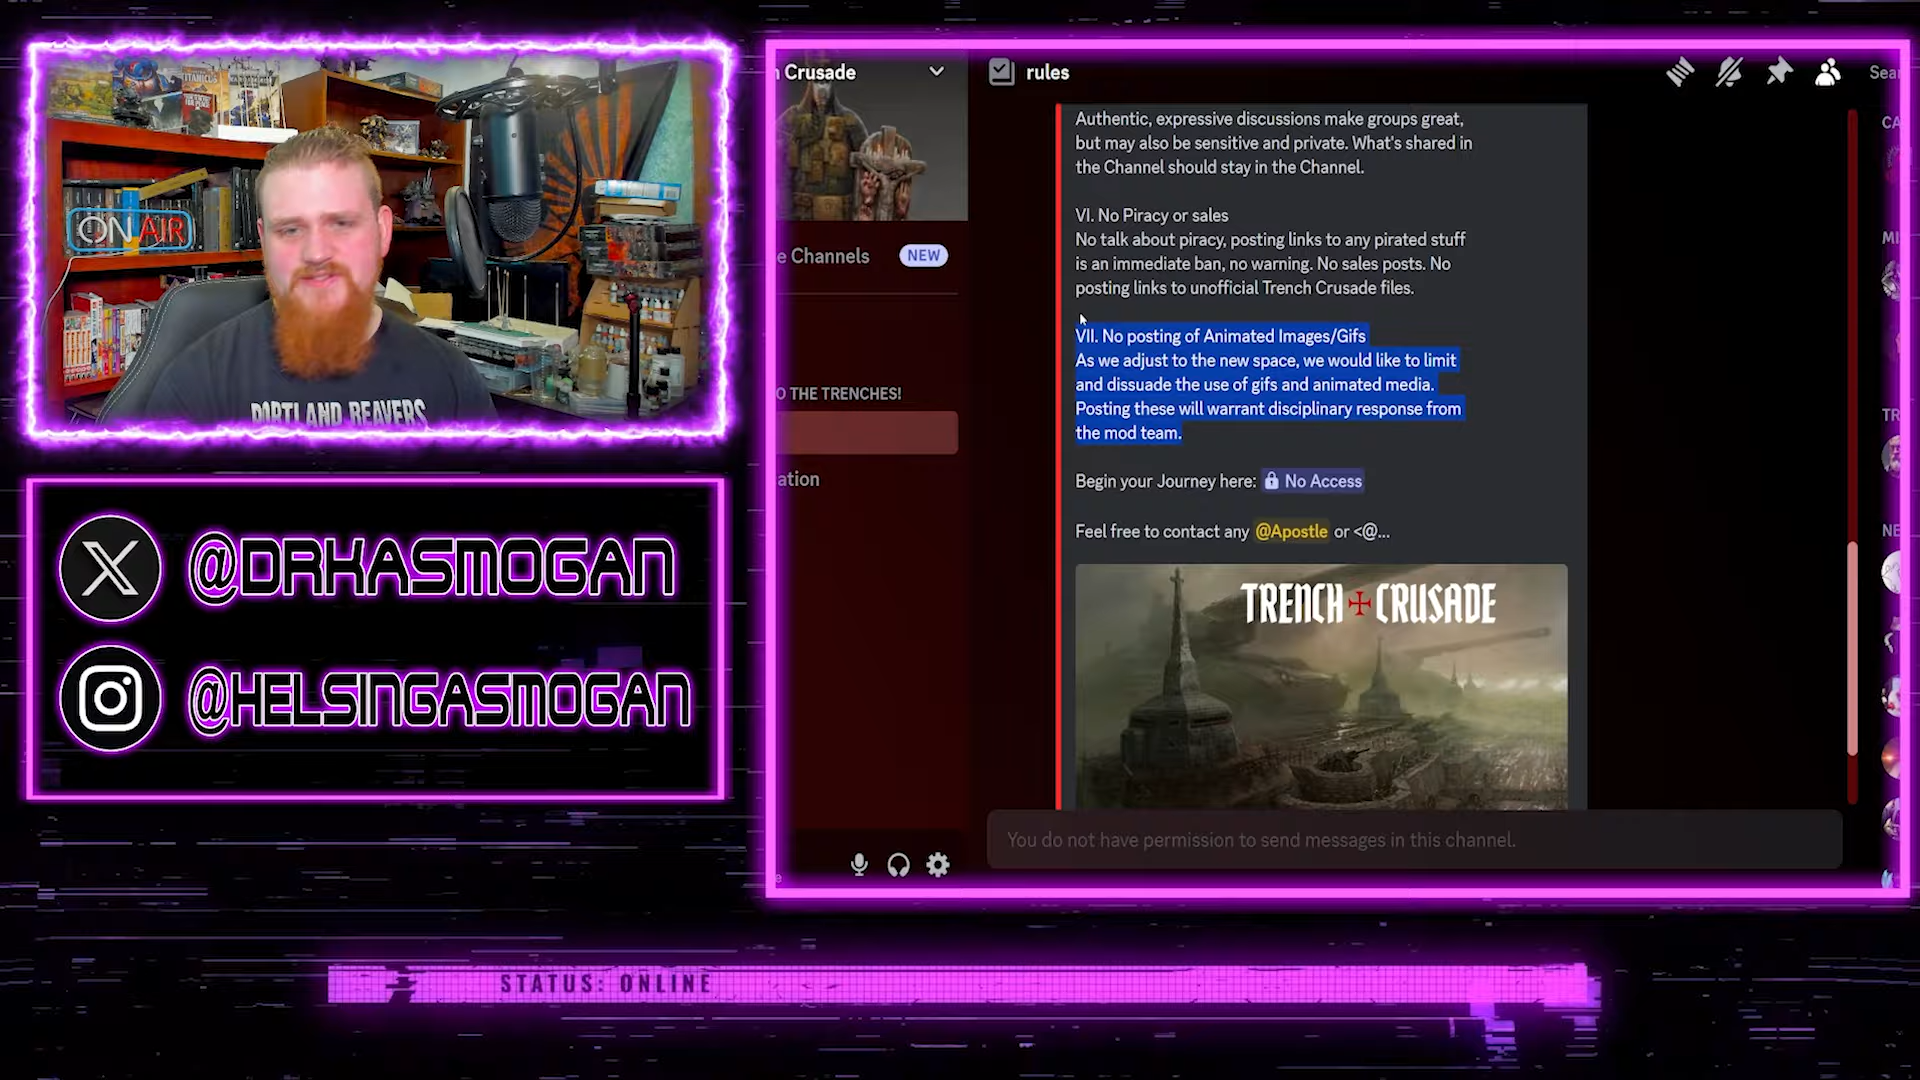 ON AIR
PORTLAND BEAVERS
@DRKASMOGAN
@HELSINGASMOGAN
Crusade
rules
Sear
e Channels
NEW
O THE TRENCHES!
ation
Authentic, expressive discussions make groups great,
but may also be sensitive and private. What's shared in
the Channel should stay in the Channel.
VI. No Piracy or sales
No talk about piracy, posting links to any pirated stuff
is an immediate ban, no warning. No sales posts. No
posting links to unofficial Trench Crusade files.
VII. No posting of Animated Images/Gifs
As we adjust to the new space, we would like to limit
and dissuade the use of gifs and animated media.
Posting these will warrant disciplinary response from
the mod team.
Begin your Journey here: No Access
Feel free to contact any @Apostle or <@...
TRENCH CRUSADE
You do not have permission to send messages in this channel.
CA
MI
TR
NE
STATUS: ONLINE